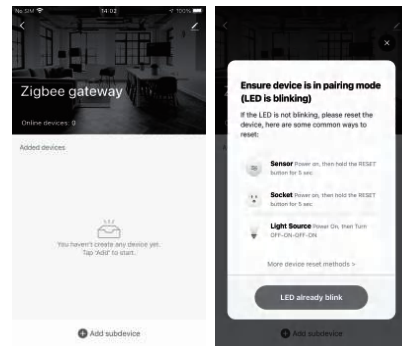 No SIM
14:02
100%
Zigbee gateway
Online devices: 0
Added devices
You haven't create any device yet.
Tap 'Add' to start.
Add subdevice
Ensure device is in pairing mode
(LED is blinking)
If the LED is not blinking, please reset the
device, here are some common ways to
reset:
Sensor Power on, then hold the RESET
button for 5 sec
Socket Power on, then hold the RESET
button for 5 sec
Light Source Power On, then Turn
OFF-ON-OFF-ON
More device reset methods >
LED already blink
Add subdevice